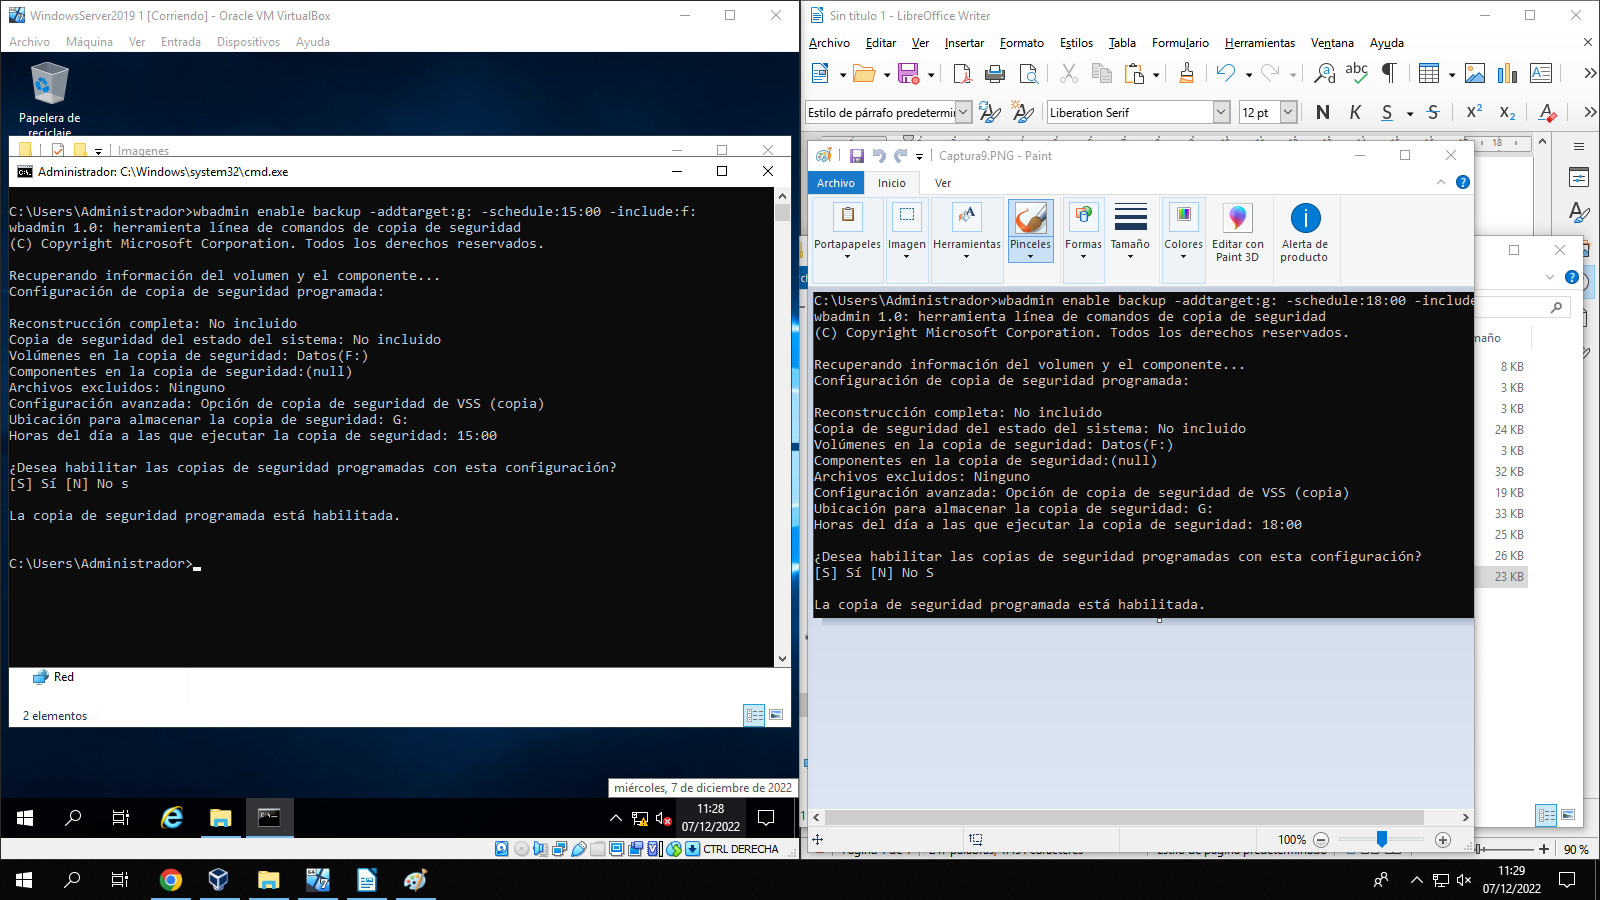 WindowsServer2019 1 [Corriendo] - Oracle VM VirtualBox
Archivo Máquina Ver Entrada Dispositivos Ayuda
Papelera de
reciclaje
Imagenes
Administrador: C:\Windows\system32\cmd.exe
C:\Users\Administrador>wbadmin enable backup -addtarget:g: -schedule:15:00 -include:f:
wbadmin 1.0: herramienta línea de comandos de copia de seguridad
(C) Copyright Microsoft Corporation. Todos los derechos reservados.
Recuperando información del volumen y el componente...
Configuración de copia de seguridad programada:
Reconstrucción completa: No incluido
Copia de seguridad del estado del sistema: No incluido
Volúmenes en la copia de seguridad: Datos(F:)
Componentes en la copia de seguridad:(null)
Archivos excluidos: Ninguno
Configuración avanzada: Opción de copia de seguridad de VSS (copia)
Ubicación para almacenar la copia de seguridad: G:
Horas del día a las que ejecutar la copia de seguridad: 15:00
¿Desea habilitar las copias de seguridad programadas con esta configuración?
[S] Sí [N] No s
La copia de seguridad programada está habilitada.
C:\Users\Administrador>
Red
2 elementos
miércoles, 7 de diciembre de 2022
11:28
07/12/2022
CTRL DERECHA
Sin título 1 - LibreOffice Writer
Archivo Editar Ver Insertar Formato Estilos Tabla Formulario Herramientas Ventana Ayuda
Estilo de párrafo predetermi Liberation Serif 12 pt N K S S X² X₂
18
Captura9.PNG - Paint
Archivo Inicio Ver
Portapapeles Imagen Herramientas Pinceles Formas Tamaño Colores Editar con Paint 3D Alerta de producto
C:\Users\Administrador>wbadmin enable backup -addtarget:g: -schedule:18:00 -include
wbadmin 1.0: herramienta línea de comandos de copia de seguridad
(C) Copyright Microsoft Corporation. Todos los derechos reservados.
Recuperando información del volumen y el componente...
Configuración de copia de seguridad programada:
Reconstrucción completa: No incluido
Copia de seguridad del estado del sistema: No incluido
Volúmenes en la copia de seguridad: Datos(F:)
Componentes en la copia de seguridad:(null)
Archivos excluidos: Ninguno
Configuración avanzada: Opción de copia de seguridad de VSS (copia)
Ubicación para almacenar la copia de seguridad: G:
Horas del día a las que ejecutar la copia de seguridad: 18:00
¿Desea habilitar las copias de seguridad programadas con esta configuración?
[S] Sí [N] No S
La copia de seguridad programada está habilitada.
100%
maño
8 KB
3 KB
3 KB
24 KB
3 KB
32 KB
19 KB
33 KB
25 KB
26 KB
23 KB
90 %
11:29
07/12/2022